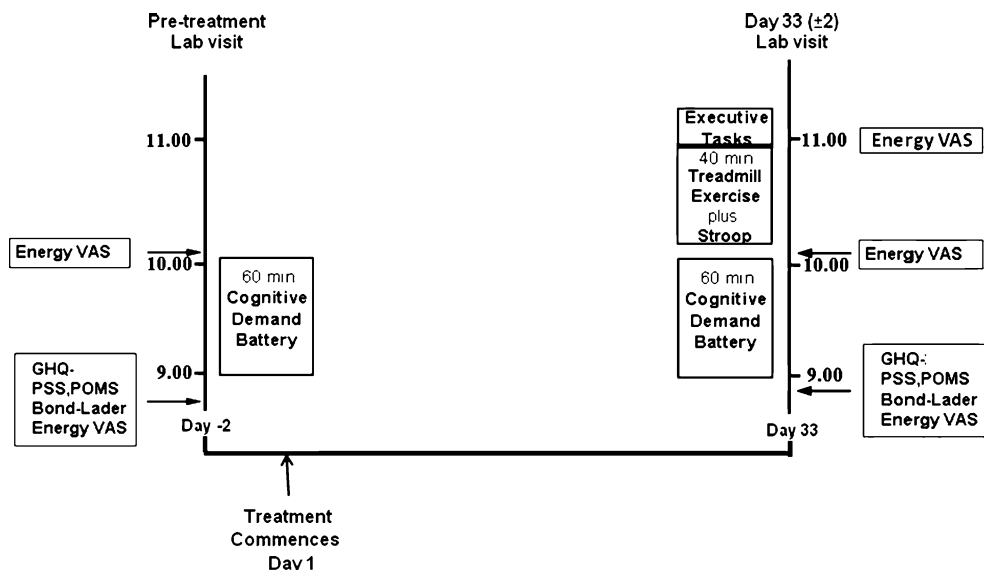 Pre-treatment
Lab visit
11.00
Energy VAS
10.00
60 min
Cognitive
Demand
Battery
9.00
GHQ-
PSS,POMS
Bond-Lader
Energy VAS
Day -2
Treatment
Commences
Day 1
Day 33 (±2)
Lab visit
Executive
Tasks
11.00
Energy VAS
40 min
Treadmill
Exercise
plus
Stroop
Energy VAS
10.00
60 min
Cognitive
Demand
Battery
9.00
GHQ-:
PSS,POMS
Bond-Lader
Energy VAS
Day 33